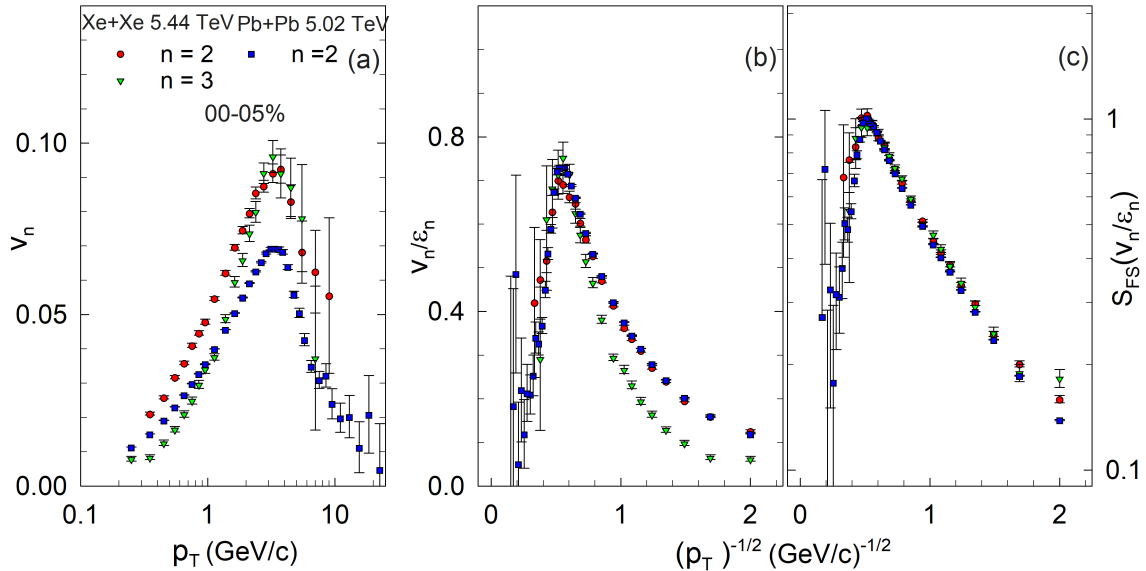 Xe+Xe 5.44 TeV Pb+Pb 5.02 TeV
n = 2 n =2
n = 3
(a) (b) (c)
00-05%
0.10
0.05
0.00
v_n
0.1 1 10
p_T (GeV/c)
0.8
0.4
0.0
v_n/ε_n
0 1 2 0 1 2
(p_T )^-1/2 (GeV/c)^-1/2
1
0.1
S_FS(v_n/ε_n)